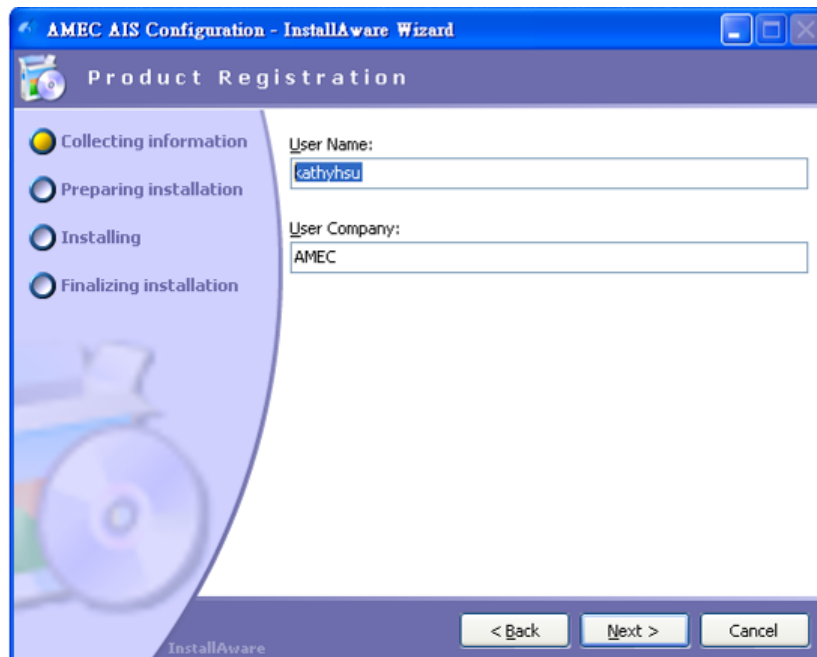 AMEC AIS Configuration - InstallAware Wizard
Product Registration
Collecting information
Preparing installation
Installing
Finalizing installation
User Name:
kathyhsu
User Company:
AMEC
InstallAware
< Back
Next >
Cancel